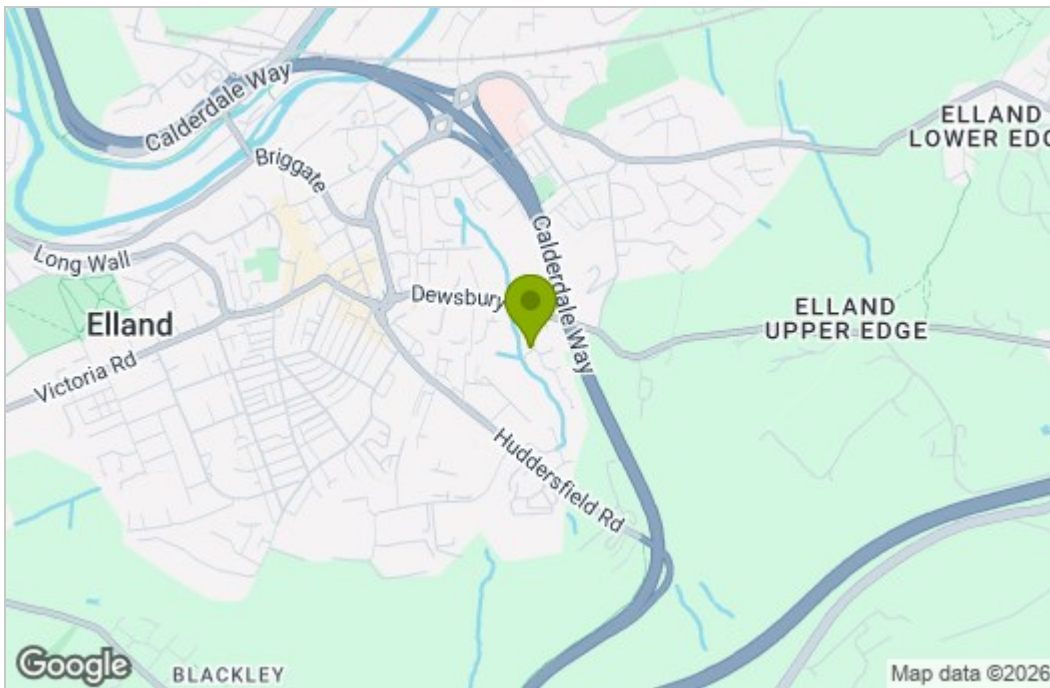 Calderdale Way
ELLAND
LOWER EDG
Briggate
Long Wall
Calderdale Way
Dewsbury
ELLAND
UPPER EDGE
Elland
Victoria Rd
Huddersfield Rd
Google
BLACKLEY
Map data ©2026